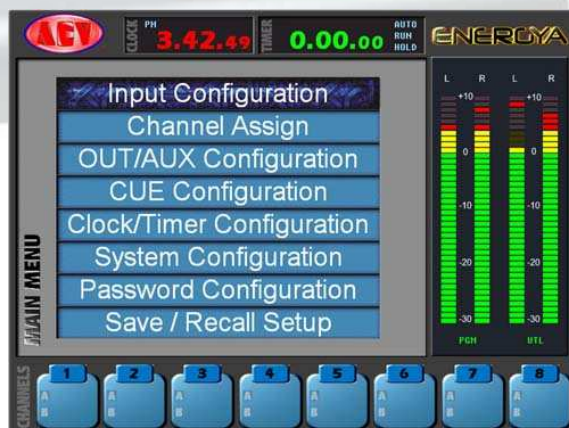 AEV
CLOCK
PM
3.42.49
TIMER
0.00.00
AUTO
RUN
HOLD
ENERGYA
MAIN MENU
Input Configuration
Channel Assign
OUT/AUX Configuration
CUE Configuration
Clock/Timer Configuration
System Configuration
Password Configuration
Save / Recall Setup
L R L R
+10 +10
0 0
-10 -10
-20 -20
-30 -30
PGM UTL
CHANNELS
1 2 3 4 5 6 7 8
A A A A A A A A
B B B B B B B B